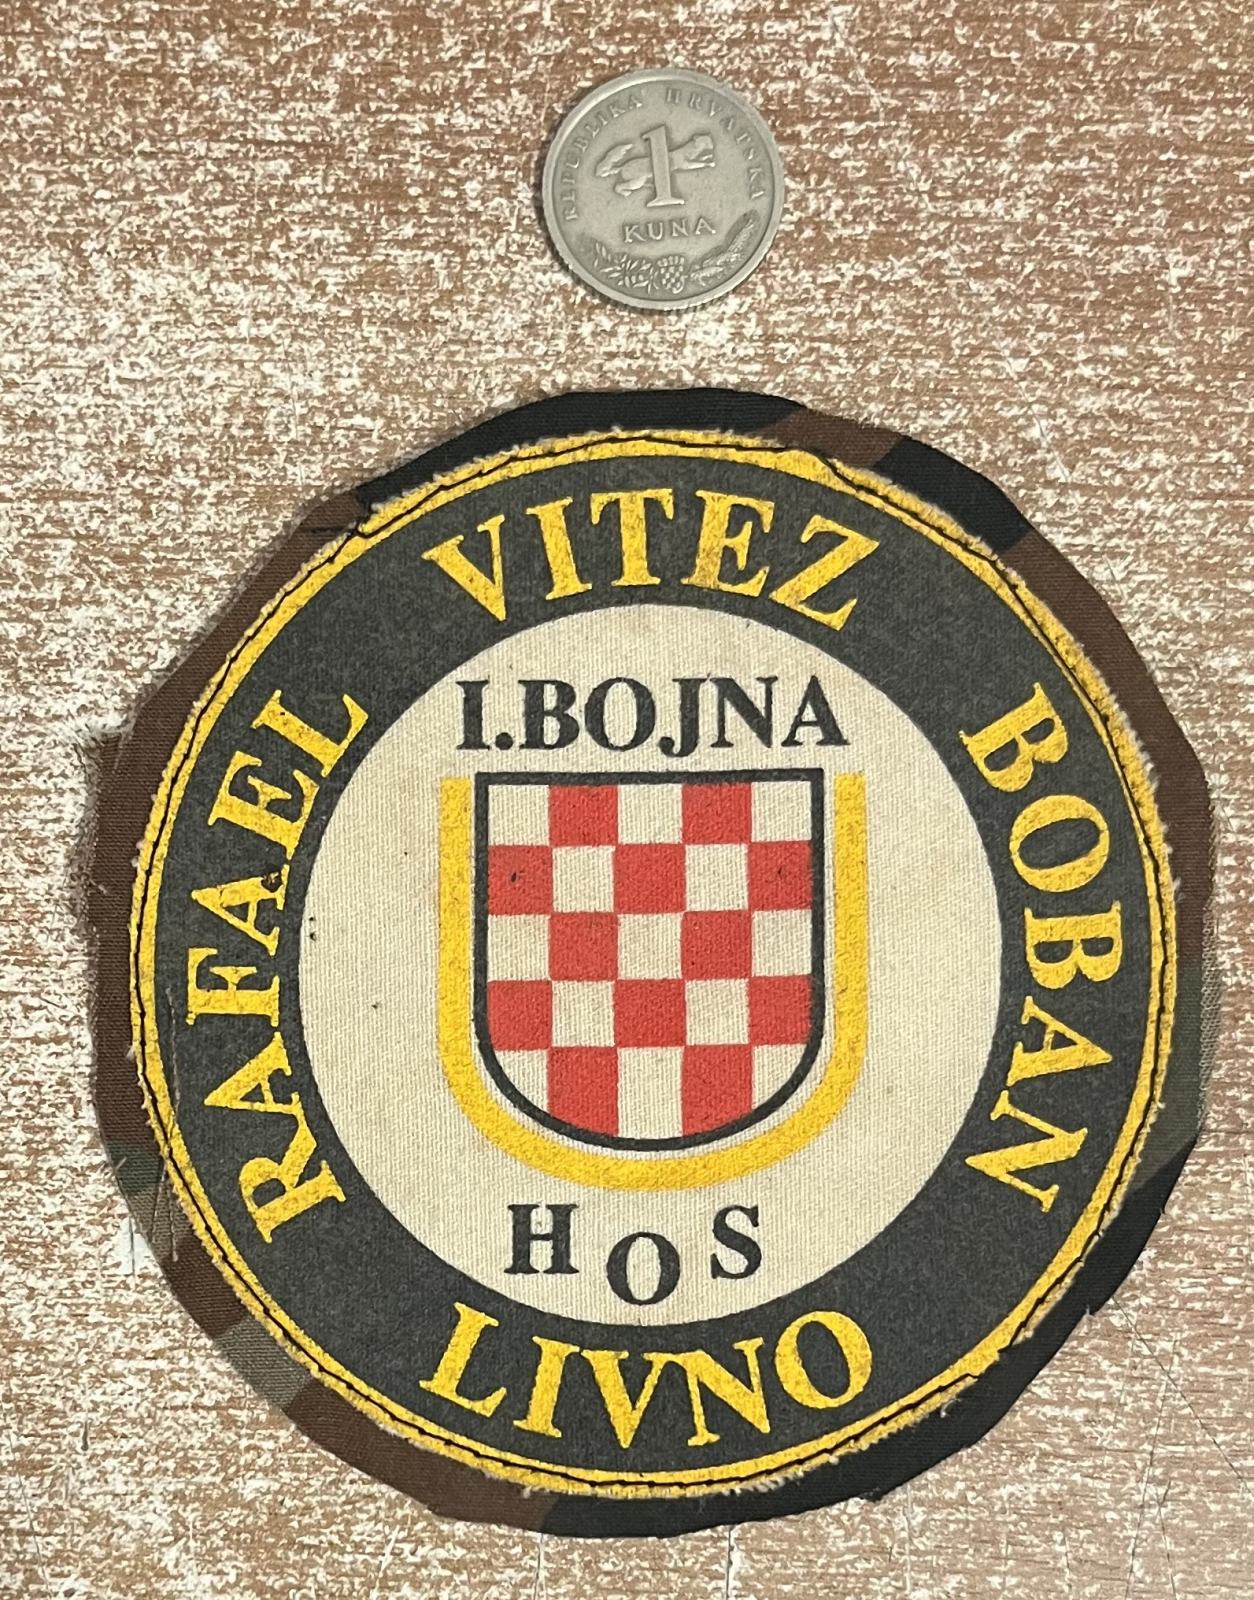 REPUBLIKA HRVATSKA
1
KUNA
RAFAEL VITEZ BOBAN
I.BOJNA
HOS
LIVNO